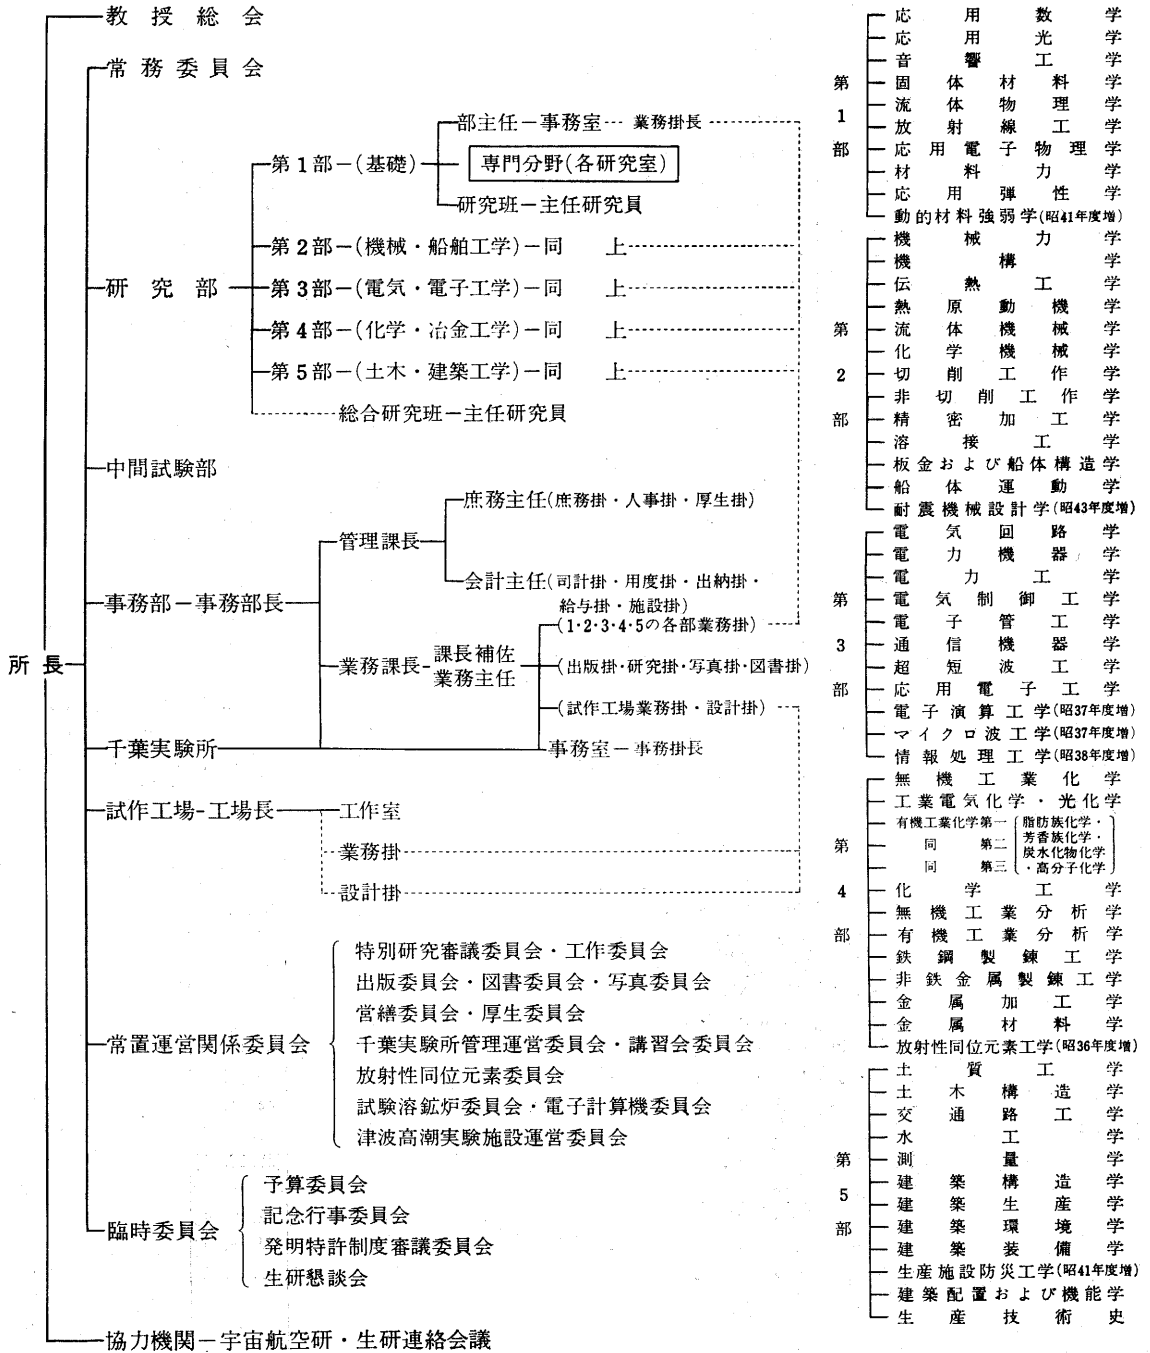 教授総会
常務委員会
部主任－事務室 業務掛長
第1部－(基礎)
専門分野(各研究室)
研究班－主任研究員
第2部－(機械・船舶工学)－同 上
研究部
第3部－(電気・電子工学)－同 上
第4部－(化学・冶金工学)－同 上
第5部－(土木・建築工学)－同 上
総合研究班－主任研究員
中間試験部
庶務主任(庶務掛・人事掛・厚生掛)
管理課長
会計主任(司計掛・用度掛・出納掛・
給与掛・施設掛)
事務部－事務部長
(1・2・3・4・5の各部業務掛)
所長
業務課長
課長補佐
業務主任
(出版掛・研究掛・写真掛・図書掛)
(試作工場業務掛・設計掛)
千葉実験所
事務室－事務掛長
試作工場-工場長
工作室
業務掛
設計掛
常置運営関係委員会
特別研究審議委員会・工作委員会
出版委員会・図書委員会・写真委員会
営繕委員会・厚生委員会
千葉実験所管理運営委員会・講習会委員会
放射性同位元素委員会
試験溶鉱炉委員会・電子計算機委員会
津波高潮実験施設運営委員会
臨時委員会
予算委員会
記念行事委員会
発明特許制度審議委員会
生研懇談会
協力機関－宇宙航空研・生研連絡会議
第1部
応用数学
応用光学
音響工学
固体材料学
流体物理学
放射線工学
応用電子物理学
材料力学
応用弾性学
動的材料強弱学(昭41年度増)
第2部
機械力学
機構学
伝熱工学
熱原動機学
流体機械学
化学機械学
切削工作学
非切削工作学
精密加工学
溶接工学
板金および船体構造学
船体運動学
耐震機械設計学(昭43年度増)
第3部
電気回路学
電力機器学
電力工学
電気制御工学
電子管工学
通信機器学
超短波工学
応用電子工学
電子演算工学(昭37年度増)
マイクロ波工学(昭37年度増)
情報処理工学(昭38年度増)
第4部
無機工業化学
工業電気化学・光化学
有機工業化学第一
同 第二
同 第三
脂肪族化学・
芳香族化学・
炭水化物化学
・高分子化学
化学工学
無機工業分析学
有機工業分析学
鉄鋼製錬工学
非鉄金属製錬工学
金属加工学
金属材料学
放射性同位元素工学(昭36年度増)
第5部
土質工学
土木構造学
交通路工学
水工学
測量学
建築構造学
建築生産学
建築環境学
建築装備学
生産施設防災工学(昭41年度増)
建築配置および機能学
生産技術史